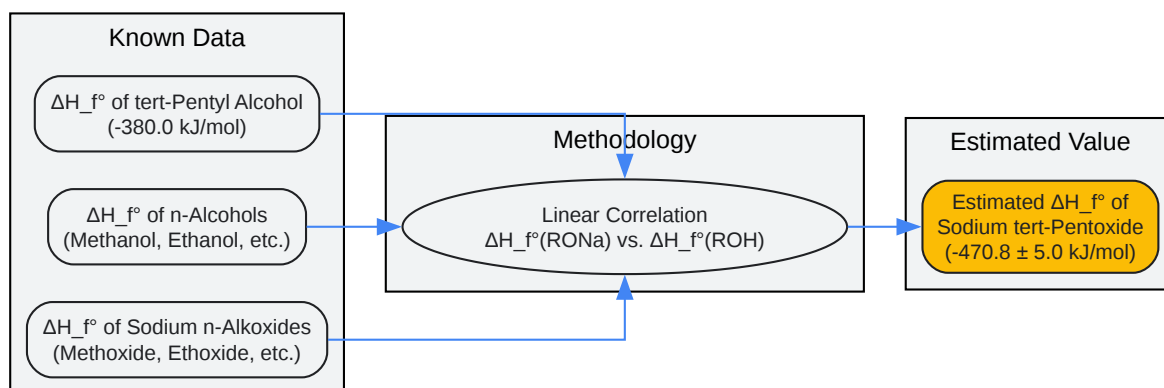 Known Data
ΔH_f° of tert-Pentyl Alcohol
(-380.0 kJ/mol)
ΔH_f° of n-Alcohols
(Methanol, Ethanol, etc.)
ΔH_f° of Sodium n-Alkoxides
(Methoxide, Ethoxide, etc.)
Methodology
Linear Correlation
ΔH_f°(RONa) vs. ΔH_f°(ROH)
Estimated Value
Estimated ΔH_f° of
Sodium tert-Pentoxide
(-470.8 ± 5.0 kJ/mol)